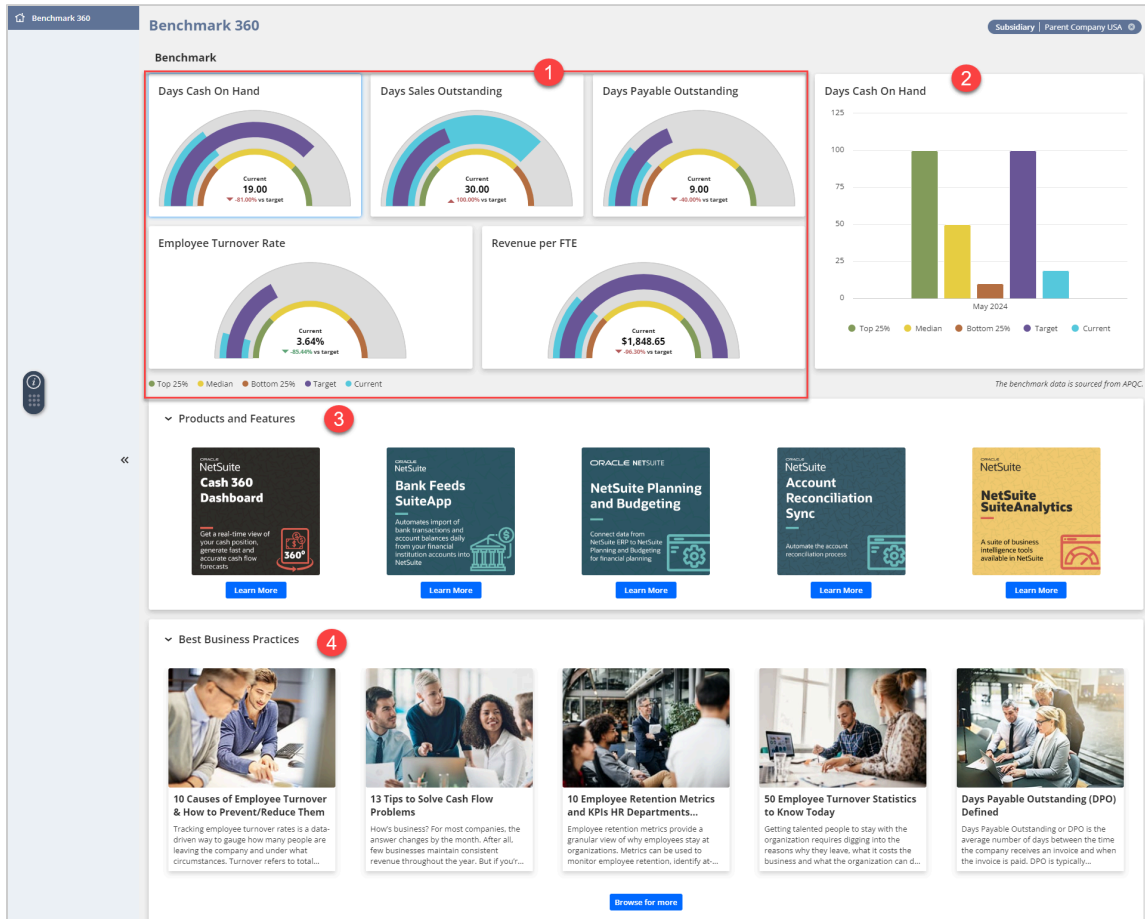 Benchmark 360
Benchmark 360
Subsidiary | Parent Company USA
Benchmark
1
2
Days Cash On Hand
Current
19.00
-81.00% vs target
Days Sales Outstanding
Current
30.00
100.00% vs target
Days Payable Outstanding
Current
9.00
-40.00% vs target
Employee Turnover Rate
Current
3.64%
-85.44% vs target
Revenue per FTE
Current
$1,848.65
-96.30% vs target
Top 25% Median Bottom 25% Target Current
Days Cash On Hand
125
100
75
50
25
0
May 2024
Top 25% Median Bottom 25% Target Current
The benchmark data is sourced from APQC.
Products and Features
3
ORACLE
NetSuite
Cash 360
Dashboard
Get a real-time view of
your cash position,
generate fast and
accurate cash flow
forecasts
360°
Learn More
ORACLE
NetSuite
Bank Feeds
SuiteApp
Automates import of
bank transactions and
account balances daily
from your financial
institution accounts into
NetSuite
Learn More
ORACLE NETSUITE
NetSuite Planning
and Budgeting
Connect data from
NetSuite ERP to NetSuite
Planning and Budgeting
for financial planning
Learn More
ORACLE
NetSuite
Account
Reconciliation
Sync
Automate the account
reconciliation process
Learn More
ORACLE
NetSuite
NetSuite
SuiteAnalytics
A suite of business
intelligence tools
available in NetSuite
Learn More
Best Business Practices
4
10 Causes of Employee Turnover
& How to Prevent/Reduce Them
Tracking employee turnover rates is a data-
driven way to gauge how many people are
leaving the company and under what
circumstances. Turnover refers to total...
13 Tips to Solve Cash Flow
Problems
How's business? For most companies, the
answer changes by the month. After all,
few businesses maintain consistent
revenue throughout the year. But if you'r...
10 Employee Retention Metrics
and KPIs HR Departments...
Employee retention metrics provide a
granular view of why employees stay at
organizations. Metrics can be used to
monitor employee retention, identify at-...
50 Employee Turnover Statistics
to Know Today
Getting talented people to stay with the
organization requires digging into the
reasons why they leave, what it costs the
business and what the organization can d...
Days Payable Outstanding (DPO)
Defined
Days Payable Outstanding or DPO is the
average number of days between the time
the company receives an invoice and when
the invoice is paid. DPO is typically...
Browse for more